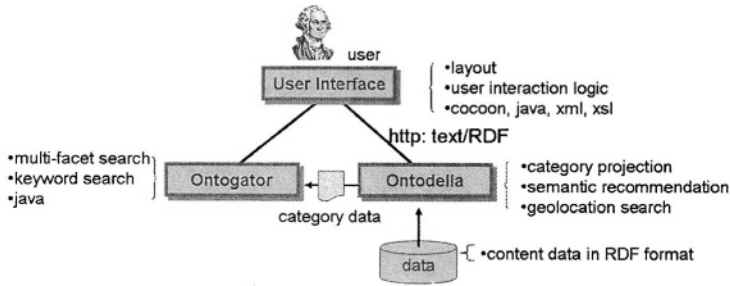 user
User Interface
•layout
•user interaction logic
•cocoon, java, xml, xsl
http: text/RDF
•multi-facet search
•keyword search
•java
Ontogator
Ontodella
category data
•category projection
•semantic recommendation
•geolocation search
data
•content data in RDF format